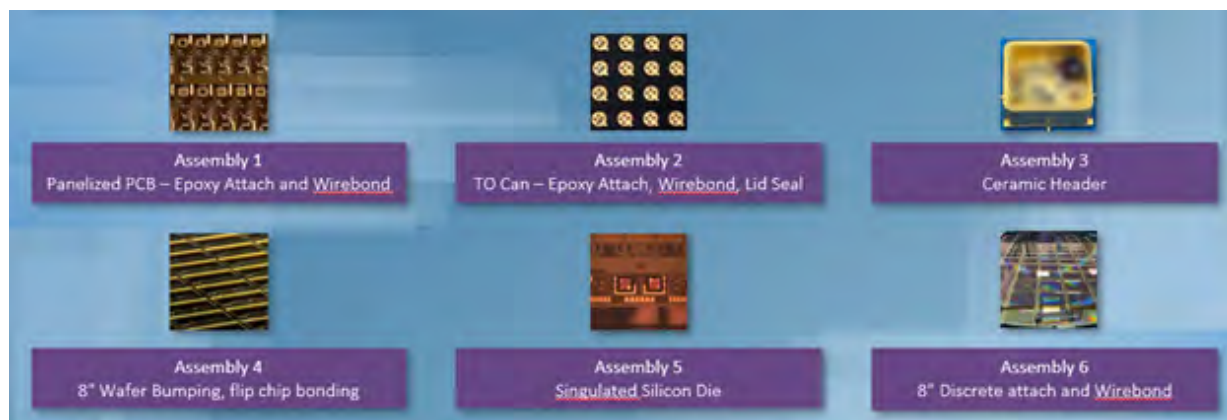 Assembly 1
Panelized PCB – Epoxy Attach and Wirebond
Assembly 2
TO Can – Epoxy Attach, Wirebond, Lid Seal
Assembly 3
Ceramic Header
Assembly 4
8" Wafer Bumping, flip chip bonding
Assembly 5
Singulated Silicon Die
Assembly 6
8" Discrete attach and Wirebond